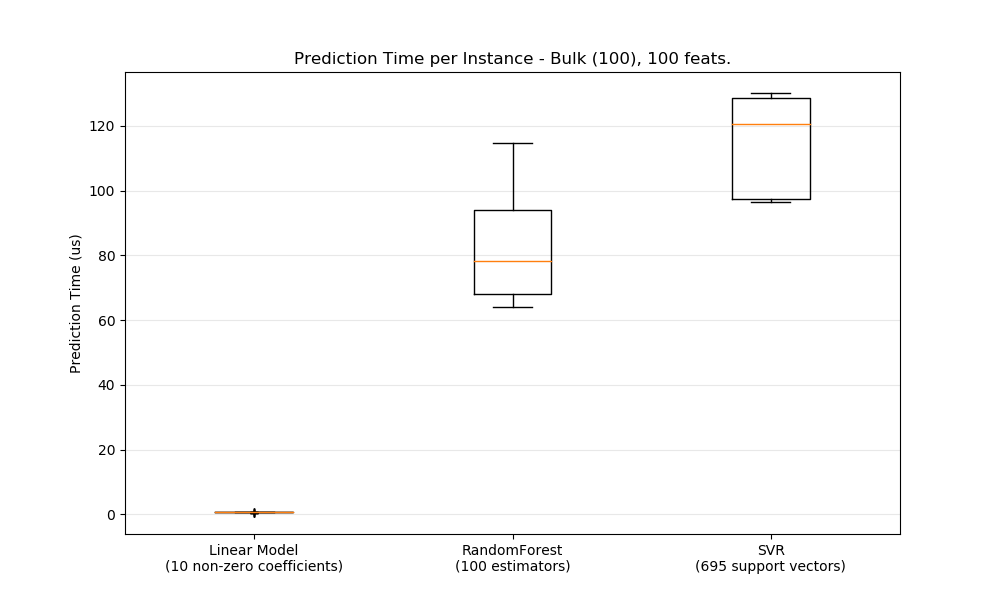 Prediction Time per Instance - Bulk (100), 100 feats.
Prediction Time (us)
120
100
80
60
40
20
0
Linear Model
(10 non-zero coefficients)
RandomForest
(100 estimators)
SVR
(695 support vectors)